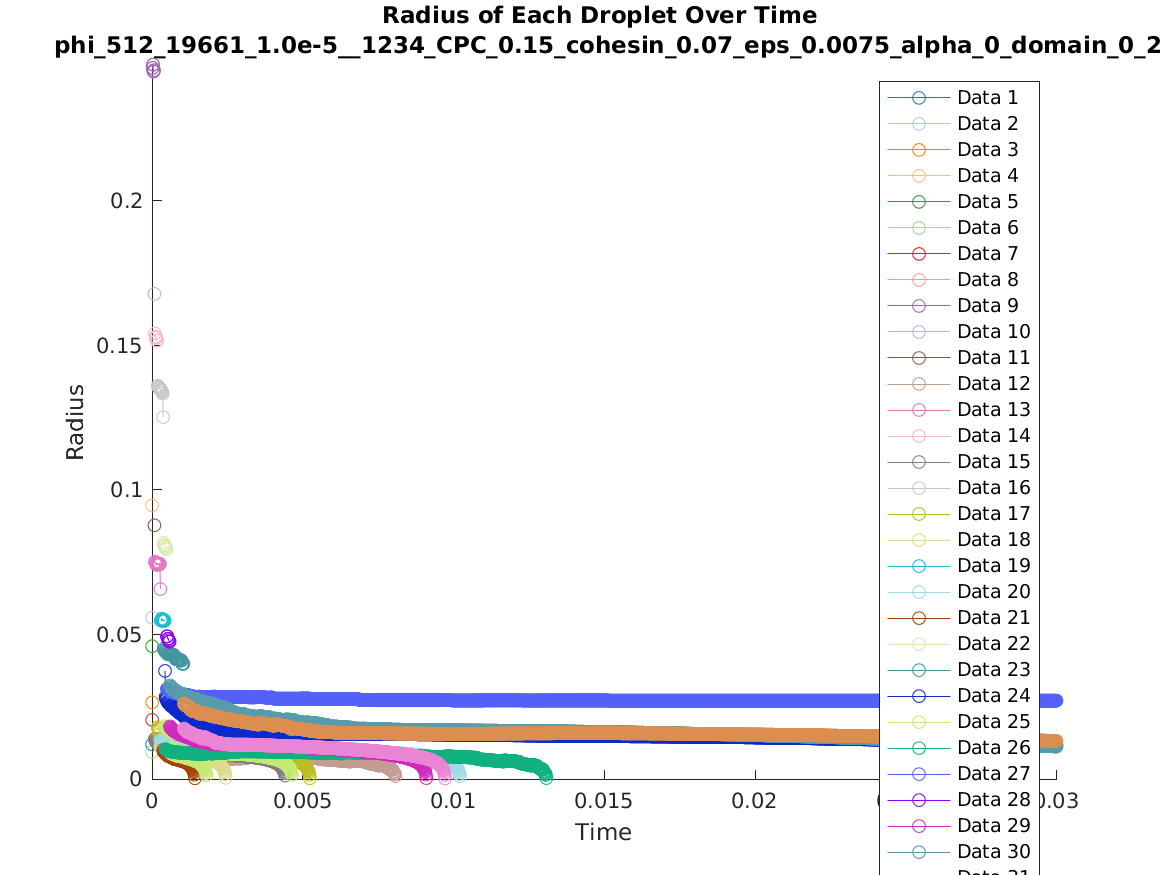 Radius of Each Droplet Over Time
phi_512_19661_1.0e-5__1234_CPC_0.15_cohesin_0.07_eps_0.0075_alpha_0_domain_0_2
Radius
0.2
0.15
0.1
0.05
0
0
0.005
0.01
0.015
0.02
0.03
Time
Data 1
Data 2
Data 3
Data 4
Data 5
Data 6
Data 7
Data 8
Data 9
Data 10
Data 11
Data 12
Data 13
Data 14
Data 15
Data 16
Data 17
Data 18
Data 19
Data 20
Data 21
Data 22
Data 23
Data 24
Data 25
Data 26
Data 27
Data 28
Data 29
Data 30